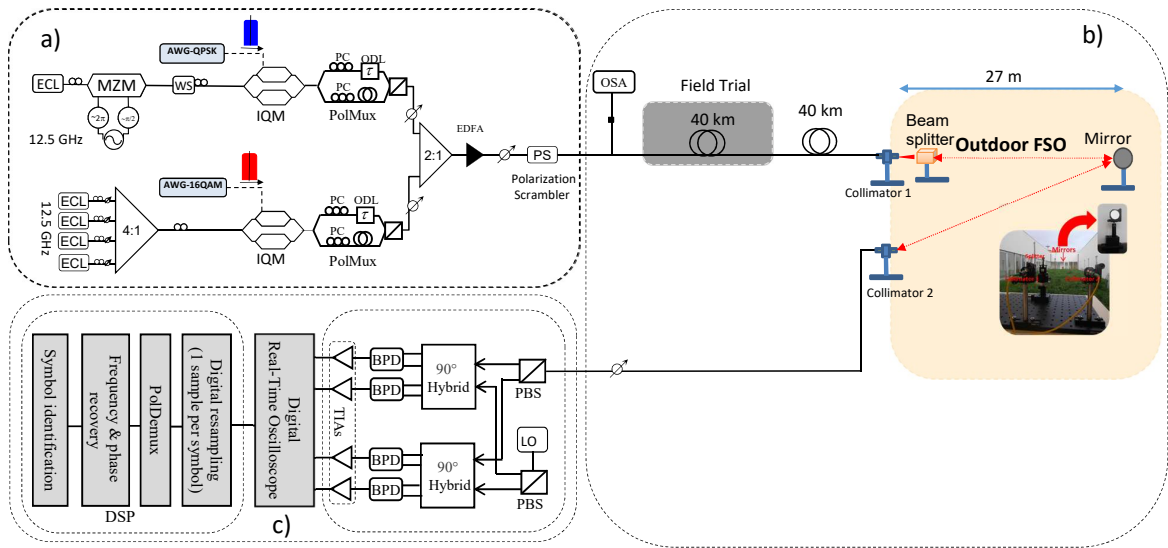 a)
AWG-QPSK
ECL
MZM
~2π
~π/2
12.5 GHz
WS
IQM
PC
ODL
τ
PC
PolMux
2:1
EDFA
PS
Polarization
Scrambler
AWG-16QAM
12.5 GHz
ECL
ECL
ECL
ECL
4:1
IQM
PC
ODL
τ
PC
PolMux
b)
OSA
Field Trial
40 km
40 km
27 m
Beam
splitter
Outdoor FSO
Mirror
Collimator 1
Collimator 2
Mirrors
c)
Symbol identification
Frequency & phase
recovery
PolDemux
Digital resampling
(1 sample per symbol)
DSP
Digital
Real-Time Oscilloscope
TIAs
BPD
BPD
BPD
BPD
90°
Hybrid
90°
Hybrid
PBS
LO
PBS